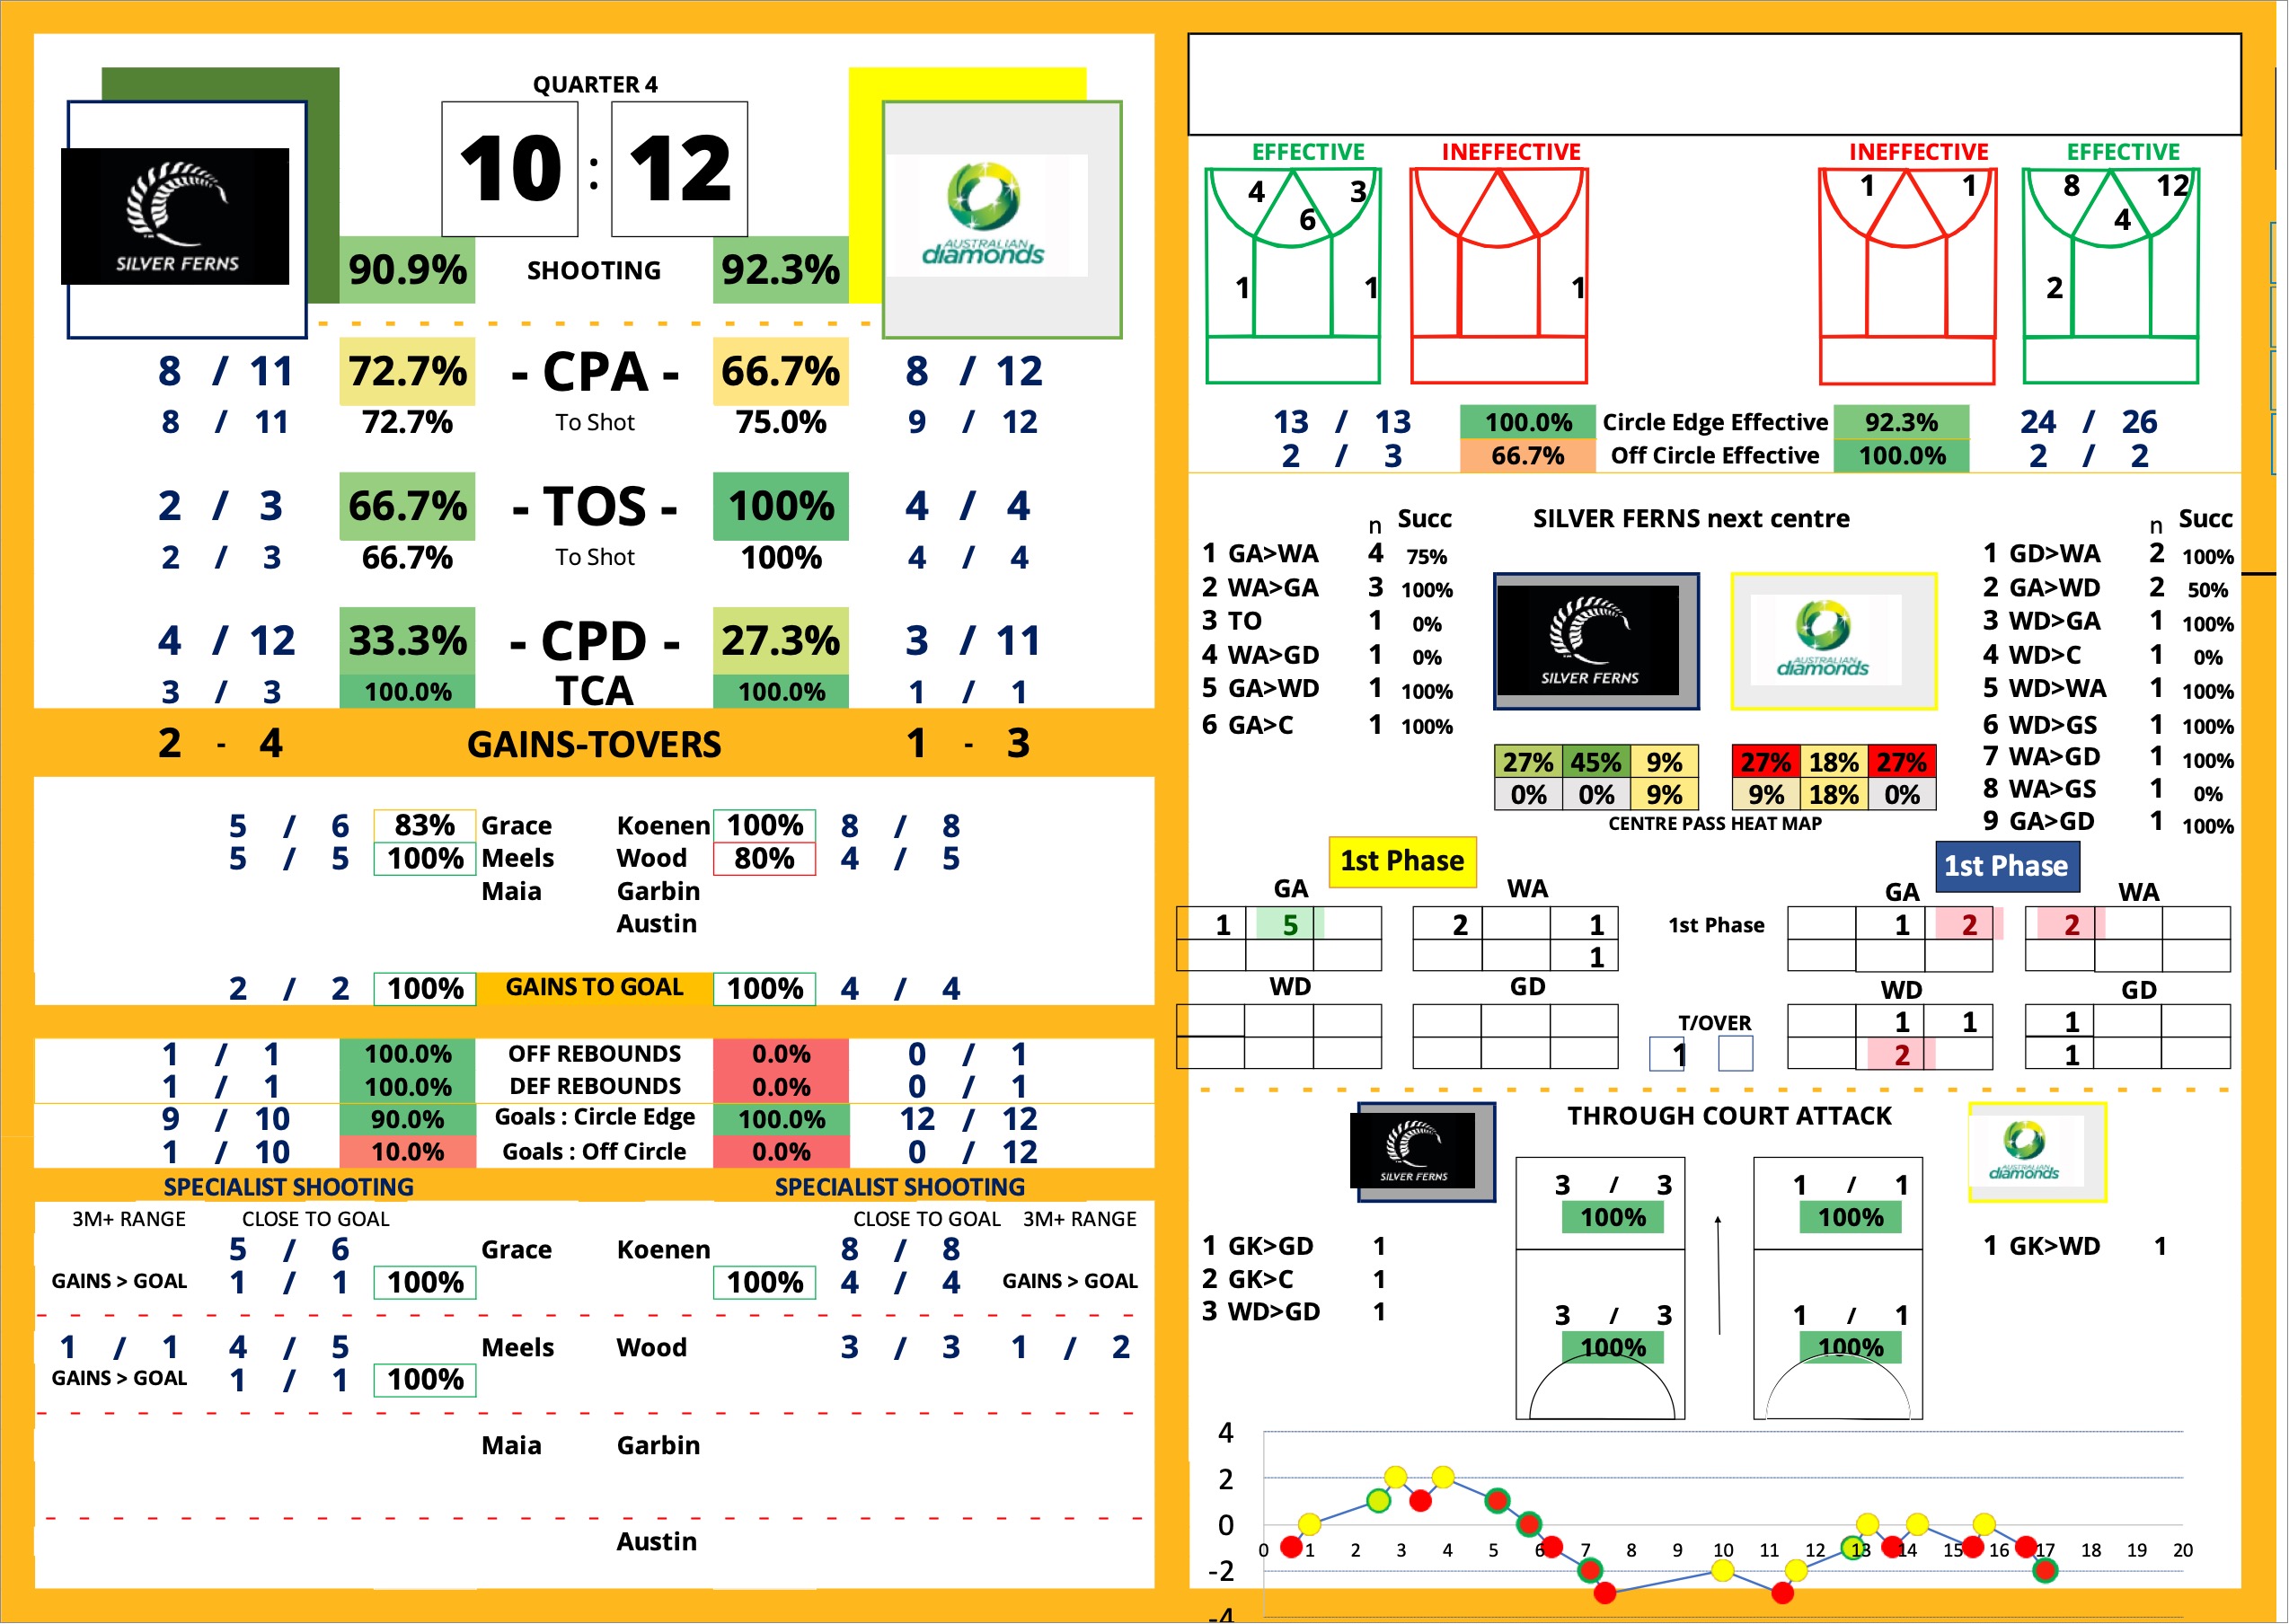 QUARTER 4
10 : 12
SILVER FERNS
AUSTRALIAN
diamonds
90.9% SHOOTING 92.3%
8 / 11 72.7% - CPA - 66.7% 8 / 12
8 / 11 72.7% To Shot 75.0% 9 / 12
2 / 3 66.7% - TOS - 100% 4 / 4
2 / 3 66.7% To Shot 100% 4 / 4
4 / 12 33.3% - CPD - 27.3% 3 / 11
3 / 3 100.0% TCA 100.0% 1 / 1
2 - 4 GAINS-TOVERS 1 - 3
5 / 6 83% Grace Koenen 100% 8 / 8
5 / 5 100% Meels Wood 80% 4 / 5
Maia Garbin
Austin
2 / 2 100% GAINS TO GOAL 100% 4 / 4
1 / 1 100.0% OFF REBOUNDS 0.0% 0 / 1
1 / 1 100.0% DEF REBOUNDS 0.0% 0 / 1
9 / 10 90.0% Goals : Circle Edge 100.0% 12 / 12
1 / 10 10.0% Goals : Off Circle 0.0% 0 / 12
SPECIALIST SHOOTING SPECIALIST SHOOTING
3M+ RANGE CLOSE TO GOAL CLOSE TO GOAL 3M+ RANGE
5 / 6 Grace Koenen 8 / 8
GAINS > GOAL 1 / 1 100% 100% 4 / 4 GAINS > GOAL
1 / 1 4 / 5 Meels Wood 3 / 3 1 / 2
GAINS > GOAL 1 / 1 100%
Maia Garbin
Austin
EFFECTIVE INEFFECTIVE INEFFECTIVE EFFECTIVE
4 3 1 1 8 12
6 4
1 1 1 2
13 / 13 100.0% Circle Edge Effective 92.3% 24 / 26
2 / 3 66.7% Off Circle Effective 100.0% 2 / 2
n Succ SILVER FERNS next centre n Succ
1 GA>WA 4 75% 1 GD>WA 2 100%
2 WA>GA 3 100% 2 GA>WD 2 50%
3 TO 1 0% 3 WD>GA 1 100%
4 WA>GD 1 0% 4 WD>C 1 0%
5 GA>WD 1 100% 5 WD>WA 1 100%
6 GA>C 1 100% 6 WD>GS 1 100%
SILVER FERNS
AUSTRALIAN
diamonds
27% 45% 9% 27% 18% 27% 7 WA>GD 1 100%
0% 0% 9% 9% 18% 0% 8 WA>GS 1 0%
CENTRE PASS HEAT MAP 9 GA>GD 1 100%
1st Phase 1st Phase
GA WA GA WA
1 5 2 1 1st Phase 1 2 2
1
WD GD WD GD
T/OVER 1 1 1
1 2 1
THROUGH COURT ATTACK
SILVER FERNS
AUSTRALIAN
diamonds
3 / 3 1 / 1
100% 100%
1 GK>GD 1 1 GK>WD 1
2 GK>C 1
3 WD>GD 1 3 / 3 1 / 1
100% 100%
4
2
0
0 1 2 3 4 5 6 7 8 9 10 11 12 13 14 15 16 17 18 19 20
-2
-4